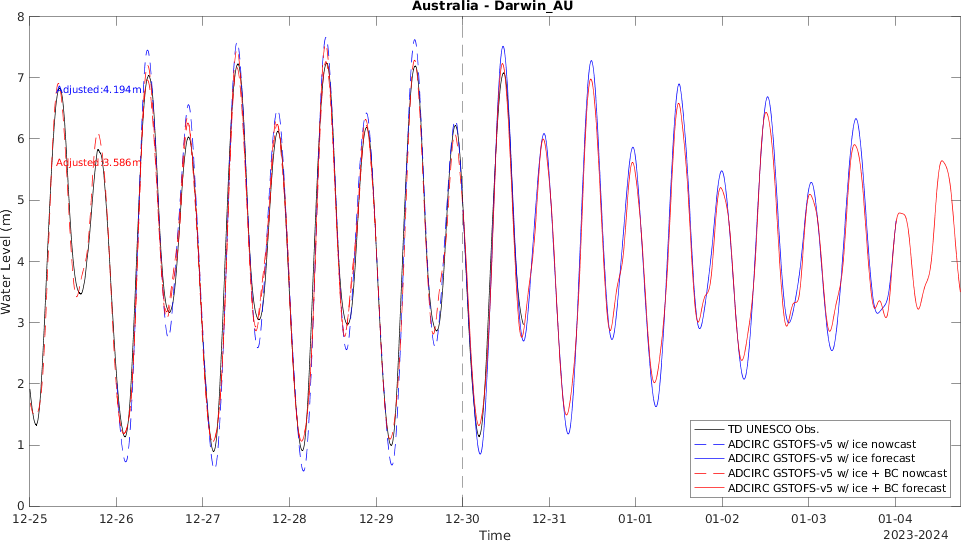 Australia - Darwin_AU
8
7
6
5
4
3
2
1
0
Water Level (m)
Adjusted:4.194m
Adjusted:3.586m
TD UNESCO Obs.
ADCIRC GSTOFS-v5 w/ ice nowcast
ADCIRC GSTOFS-v5 w/ ice forecast
ADCIRC GSTOFS-v5 w/ ice + BC nowcast
ADCIRC GSTOFS-v5 w/ ice + BC forecast
12-25 12-26 12-27 12-28 12-29 12-30 12-31 01-01 01-02 01-03 01-04
Time
2023-2024